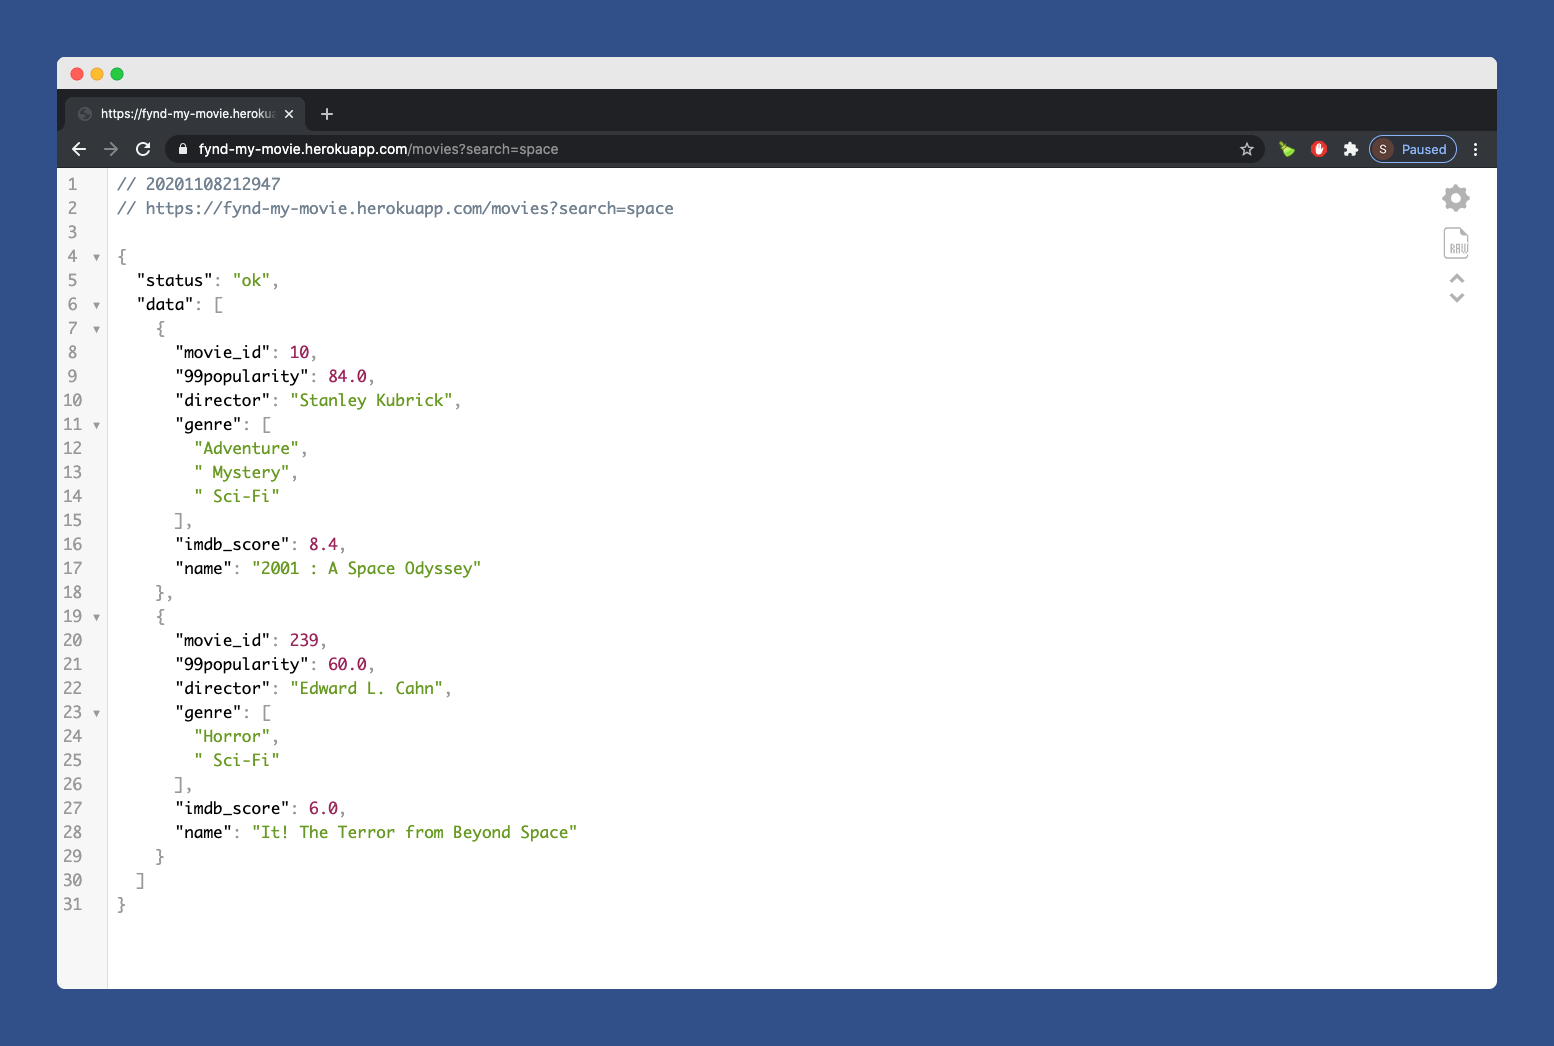 https://fynd-my-movie.heroku
fynd-my-movie.herokuapp.com/movies?search=space
S Paused
1 // 20201108212947
2 // https://fynd-my-movie.herokuapp.com/movies?search=space
3
4 {
5 "status": "ok",
6 "data": [
7 {
8 "movie_id": 10,
9 "99popularity": 84.0,
10 "director": "Stanley Kubrick",
11 "genre": [
12 "Adventure",
13 " Mystery",
14 " Sci-Fi"
15 ],
16 "imdb_score": 8.4,
17 "name": "2001 : A Space Odyssey"
18 },
19 {
20 "movie_id": 239,
21 "99popularity": 60.0,
22 "director": "Edward L. Cahn",
23 "genre": [
24 "Horror",
25 " Sci-Fi"
26 ],
27 "imdb_score": 6.0,
28 "name": "It! The Terror from Beyond Space"
29 }
30 ]
31 }
RAW